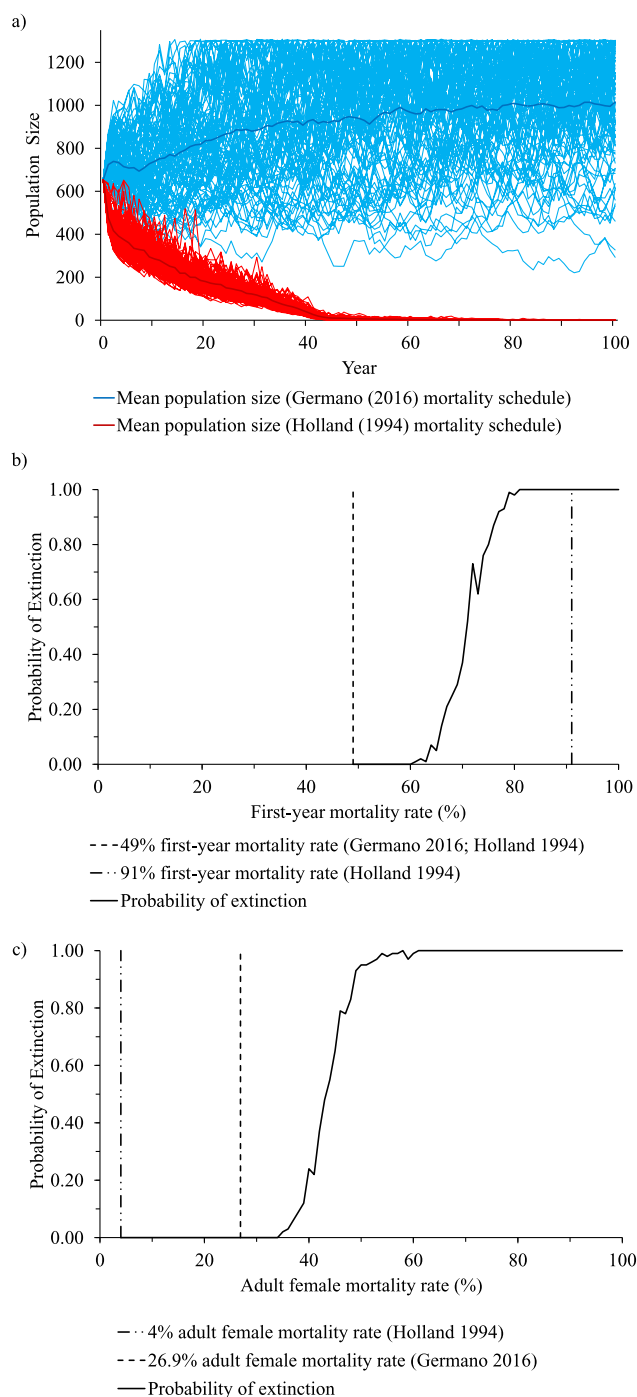 a)
1200
1000
800
600
400
200
0
Population Size
0 20 40 60 80 100
Year
Mean population size (Germano (2016) mortality schedule)
Mean population size (Holland (1994) mortality schedule)
b)
1.00
0.80
0.60
0.40
0.20
0.00
Probability of Extinction
0 20 40 60 80 100
First-year mortality rate (%)
49% first-year mortality rate (Germano 2016; Holland 1994)
91% first-year mortality rate (Holland 1994)
Probability of extinction
c)
1.00
0.80
0.60
0.40
0.20
0.00
Probability of Extinction
0 20 40 60 80 100
Adult female mortality rate (%)
4% adult female mortality rate (Holland 1994)
26.9% adult female mortality rate (Germano 2016)
Probability of extinction